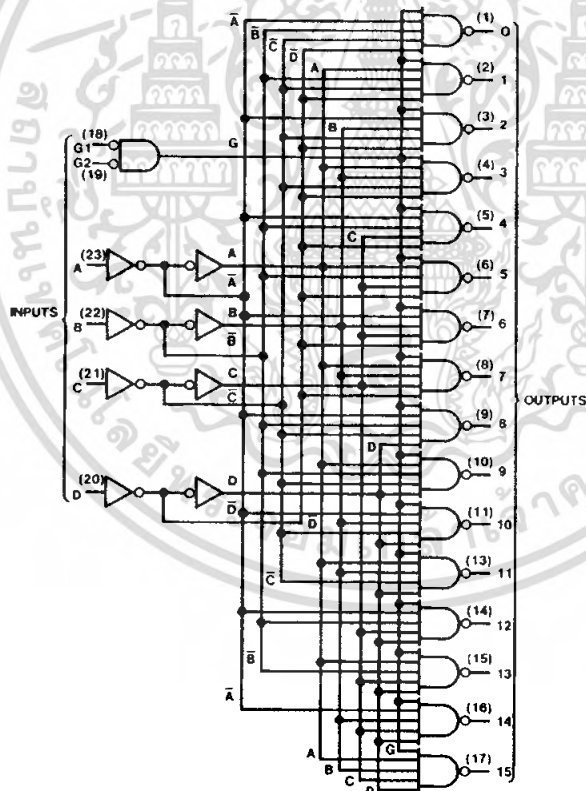 A̅ (1) 0
B̅
C̅
D̅
A (2) 1
B (3) 2
(18)
G1
G2
(19)
G
(4) 3
(5) 4
C
(23)
A
A
A̅
(6) 5
INPUTS
(22)
B
B
B̅
(7) 6
(21)
C
C
C̅
(8) 7
OUTPUTS
(9) 8
D
(20)
D
D
D̅
D̅
(10) 9
(11) 10
C̅
(13) 11
(14) 12
B̅
(15) 13
A̅
(16) 14
G
A
B
C
D
(17) 15